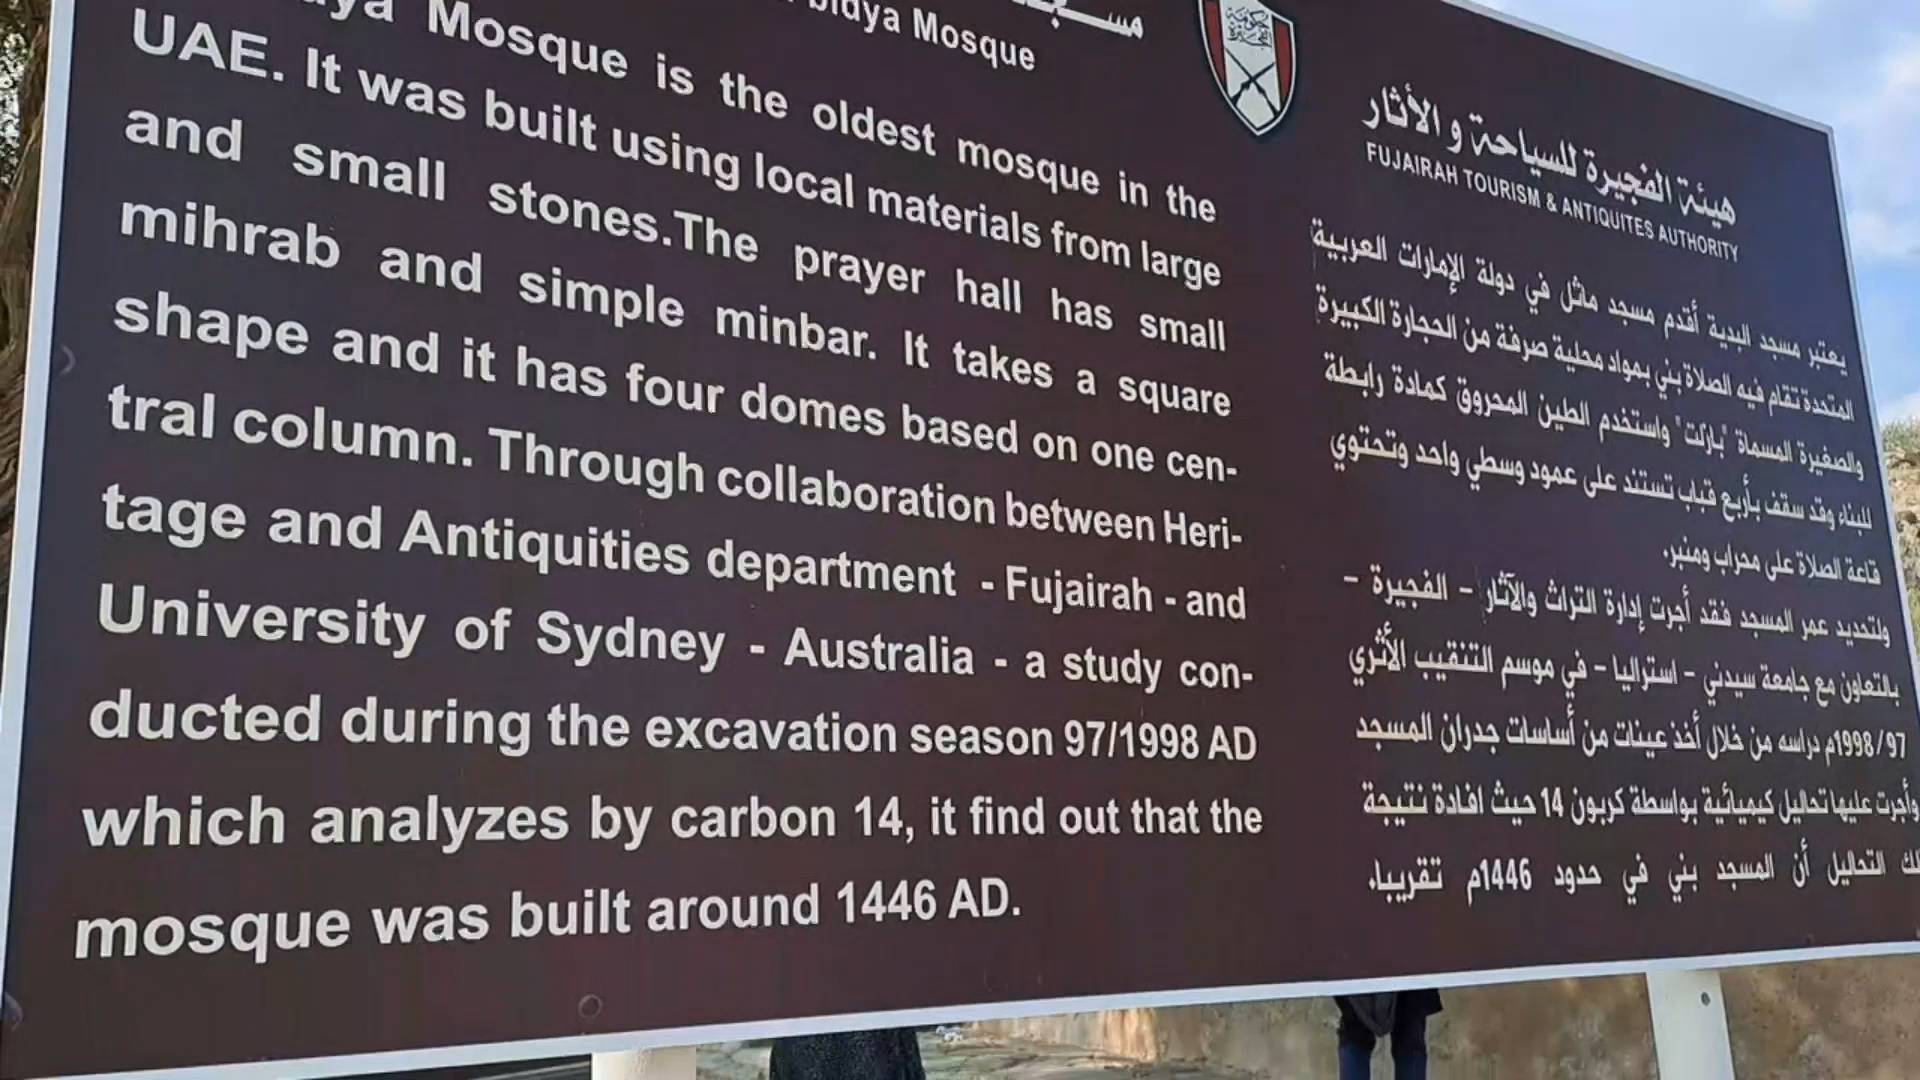 bidya Mosque
Mosque is the oldest mosque in the
UAE. It was built using local materials from large
and small stones.The prayer hall has small
mihrab and simple minbar. It takes a square
shape and it has four domes based on one cen-
tral column. Through collaboration between Heri-
tage and Antiquities department - Fujairah - and
University of Sydney - Australia - a study con-
ducted during the excavation season 97/1998 AD
which analyzes by carbon 14, it find out that the
mosque was built around 1446 AD.
هيئة الفجيرة للسياحة و الأثار
FUJAIRAH TOURISM & ANTIQUITES AUTHORITY
يعتبر مسجد البدية أقدم مسجد ماثل في دولة الإمارات العربية
المتحدة تقام فيه الصلاة بني بمواد محلية صرفة من الحجارة الكبيرة
والصغيرة المسماة "باركت" واستخدم الطين المحروق كمادة رابطة
للبناء وقد سقف بأربع قباب تستند على عمود وسطي واحد وتحتوي
قاعة الصلاة على محراب ومنبر.
ولتحديد عمر المسجد فقد أجرت إدارة التراث والآثار – الفجيرة –
بالتعاون مع جامعة سيدني – استراليا – في موسم التنقيب الأثري
1998/97م دراسه من خلال أخذ عينات من أساسات جدران المسجد
وأجرت عليها تحاليل كيميائية بواسطة كربون 14 حيث افادة نتيجة
التحاليل أن المسجد بني في حدود 1446م تقريبا.